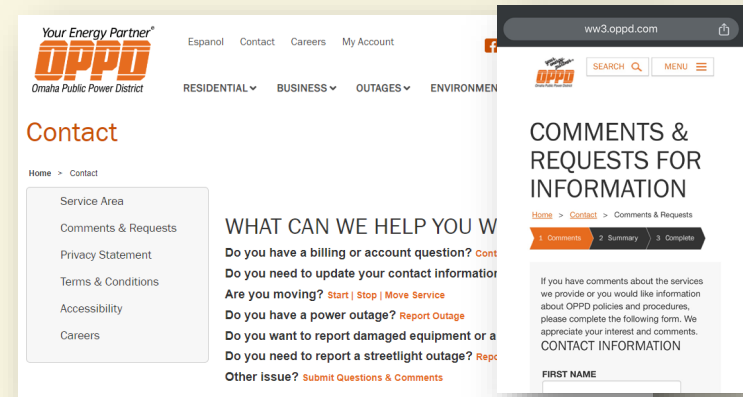 Your Energy Partner®
OPPD
Omaha Public Power District
Espanol Contact Careers My Account
RESIDENTIAL BUSINESS OUTAGES ENVIRONMEN
Contact
Home > Contact
Service Area
Comments & Requests
Privacy Statement
Terms & Conditions
Accessibility
Careers
WHAT CAN WE HELP YOU W
Do you have a billing or account question? Cont
Do you need to update your contact information
Are you moving? Start | Stop | Move Service
Do you have a power outage? Report Outage
Do you want to report damaged equipment or a
Do you need to report a streetlight outage? Repo
Other issue? Submit Questions & Comments
ww3.oppd.com
OPPD
Omaha Public Power District
SEARCH MENU
COMMENTS &
REQUESTS FOR
INFORMATION
Home > Contact > Comments & Requests
1 Comments 2 Summary 3 Complete
If you have comments about the services
we provide or you would like information
about OPPD policies and procedures,
please complete the following form. We
appreciate your interest and comments.
CONTACT INFORMATION
FIRST NAME